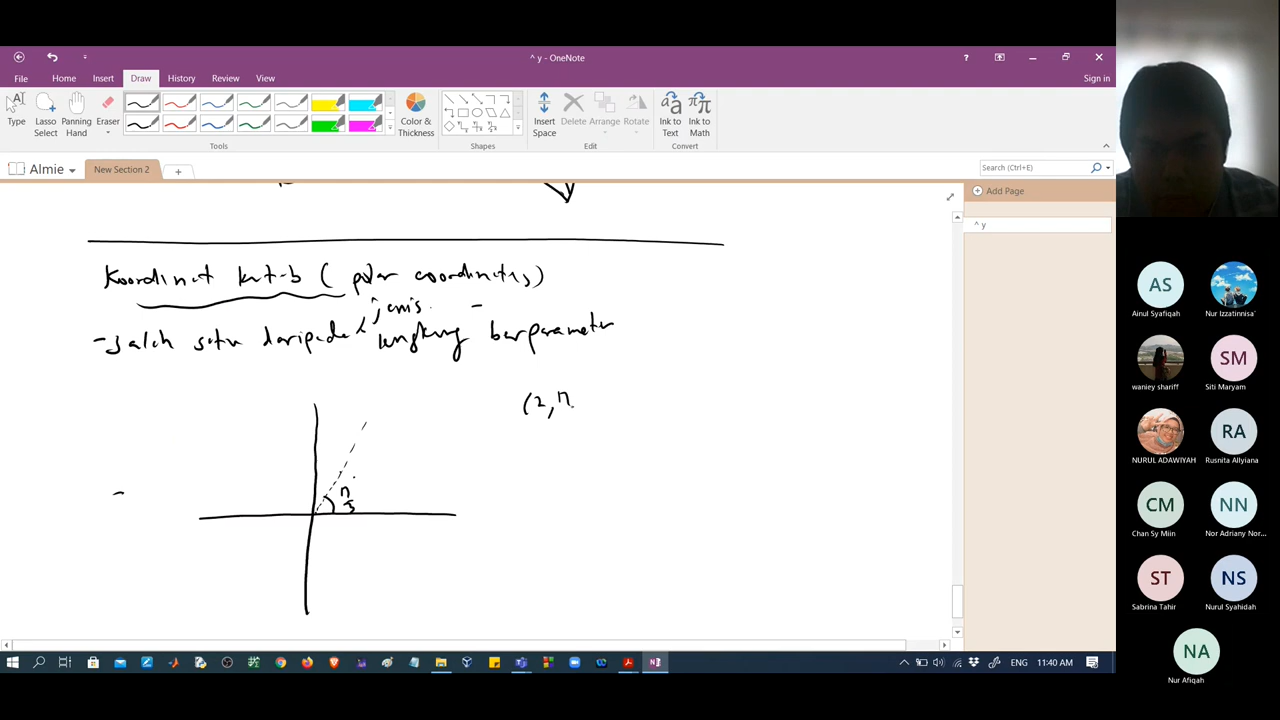 ^ y - OneNote
File Home Insert Draw History Review View
Sign in
Type Lasso Select Panning Hand Eraser Color & Thickness Insert Space Delete Arrange Rotate Ink to Text Ink to Math
Tools Shapes Edit Convert
Almie New Section 2
Search (Ctrl+E)
Add Page
^ y
Koordinat kutub (polar coordinates)
jenis
- salah satu daripada lengkung berparameter
(2, π
π
3
AS
Ainul Syafiqah
Nur Izzatinnisa'
waniey shariff
SM
Siti Maryam
NURUL ADAWIYAH
RA
Rusnita Allyiana
CM
Chan Sy Miin
NN
Nor Adriany Nor...
ST
Sabrina Tahir
NS
Nurul Syahidah
NA
Nur Afiqah
ENG 11:40 AM